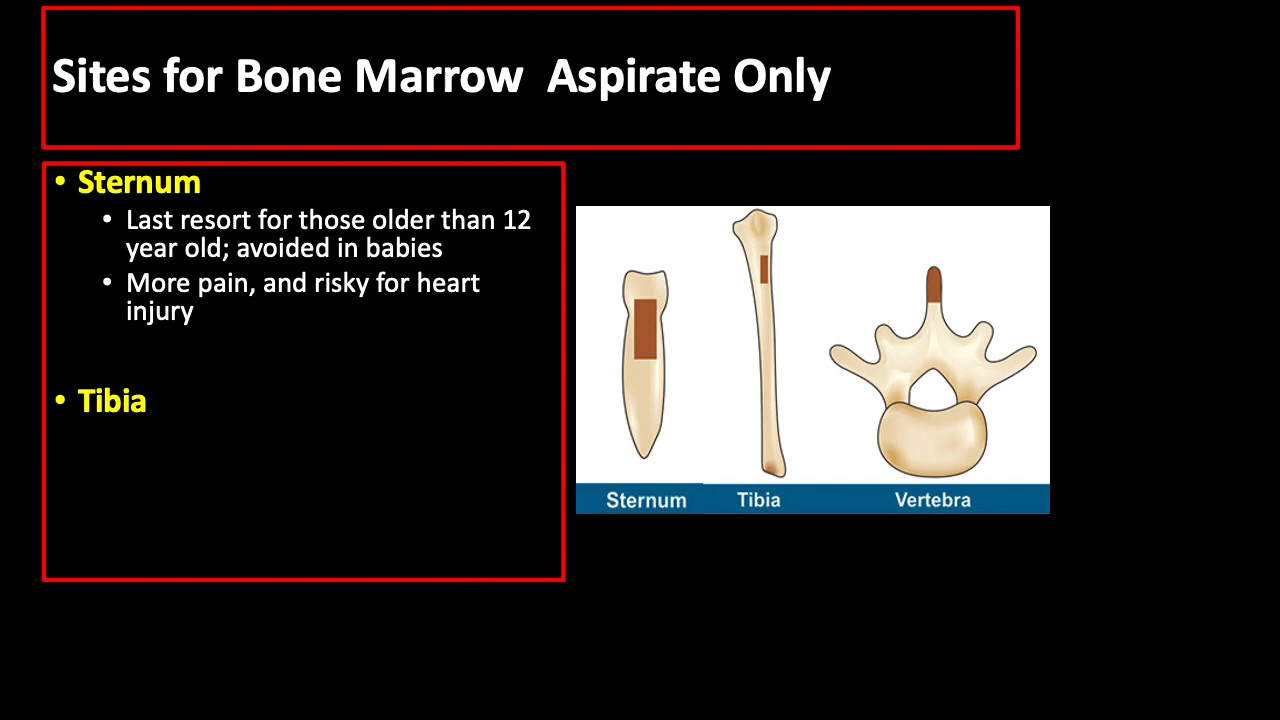 Sites for Bone Marrow  Aspirate Only
• Sternum
• Last resort for those older than 12
year old; avoided in babies
• More pain, and risky for heart
injury
• Tibia
Sternum
Tibia
Vertebra